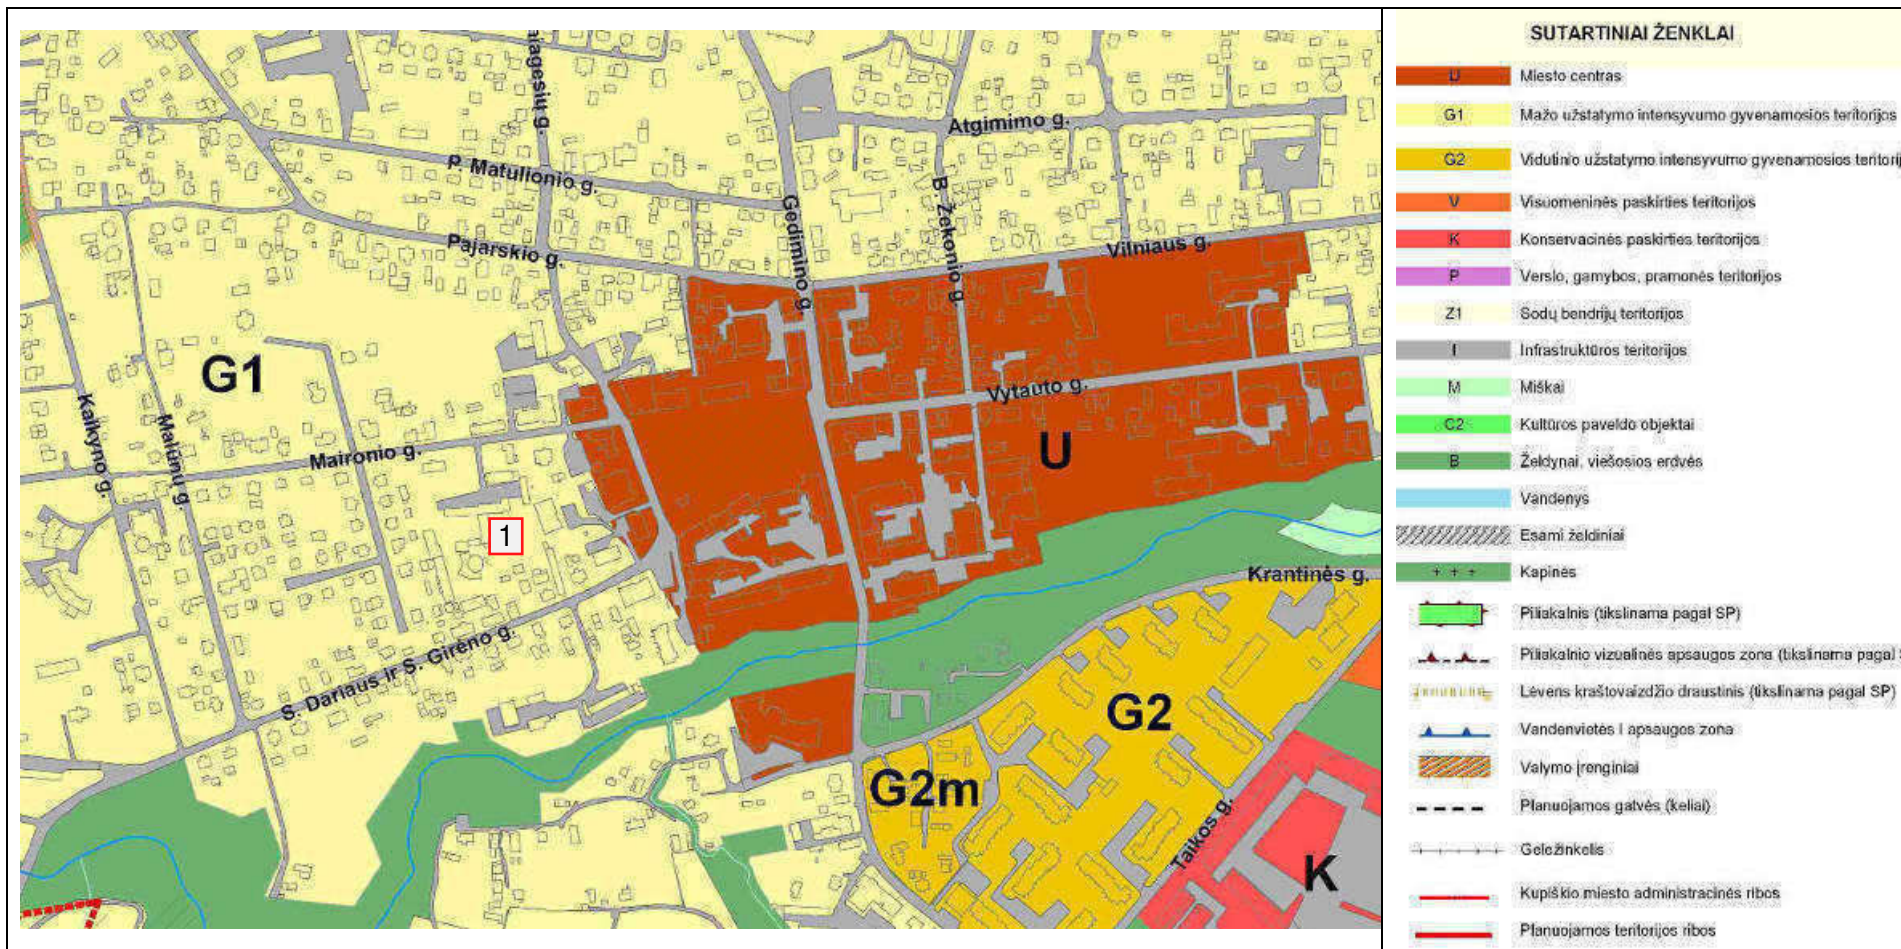 Atgimimo g.
P. Matulionio g.
Gedimino g.
B. Žekonio g.
Pajarskio g.
Vilniaus g.
G1
Kalkyno g.
Malūnų g.
Vytauto g.
Maironio g.
U
1
Krantinės g.
S. Dariaus ir S. Girėno g.
G2
G2m
Taikos g.
K
SUTARTINIAI ŽENKLAI
U Miesto centras
G1 Mažo užstatymo intensyvumo gyvenamosios teritorijos
G2 Vidutinio užstatymo intensyvumo gyvenamosios
V Visuomeninės paskirties teritorijos
K Konservacinės paskirties teritorijos
P Verslo, gamybos, pramonės teritorijos
Z1 Sodų bendrijų teritorijos
I Infrastruktūros teritorijos
M Miškai
C2 Kultūros paveldo objektai
B Želdynai, viešosios erdvės
Vandenys
Esami želdiniai
+ + + Kapinės
Piliakalnis (tikslinama pagal SP)
Piliakalnio vizualinės apsaugos zona (tikslinama pagal
Lėvens kraštovaizdžio draustinis (tikslinama pagal SP)
Vandenvietės I apsaugos zona
Valymo įrenginiai
Planuojamos gatvės (keliai)
Geležinkelis
Kupiškio miesto administracinės ribos
Planuojamos teritorijos ribos